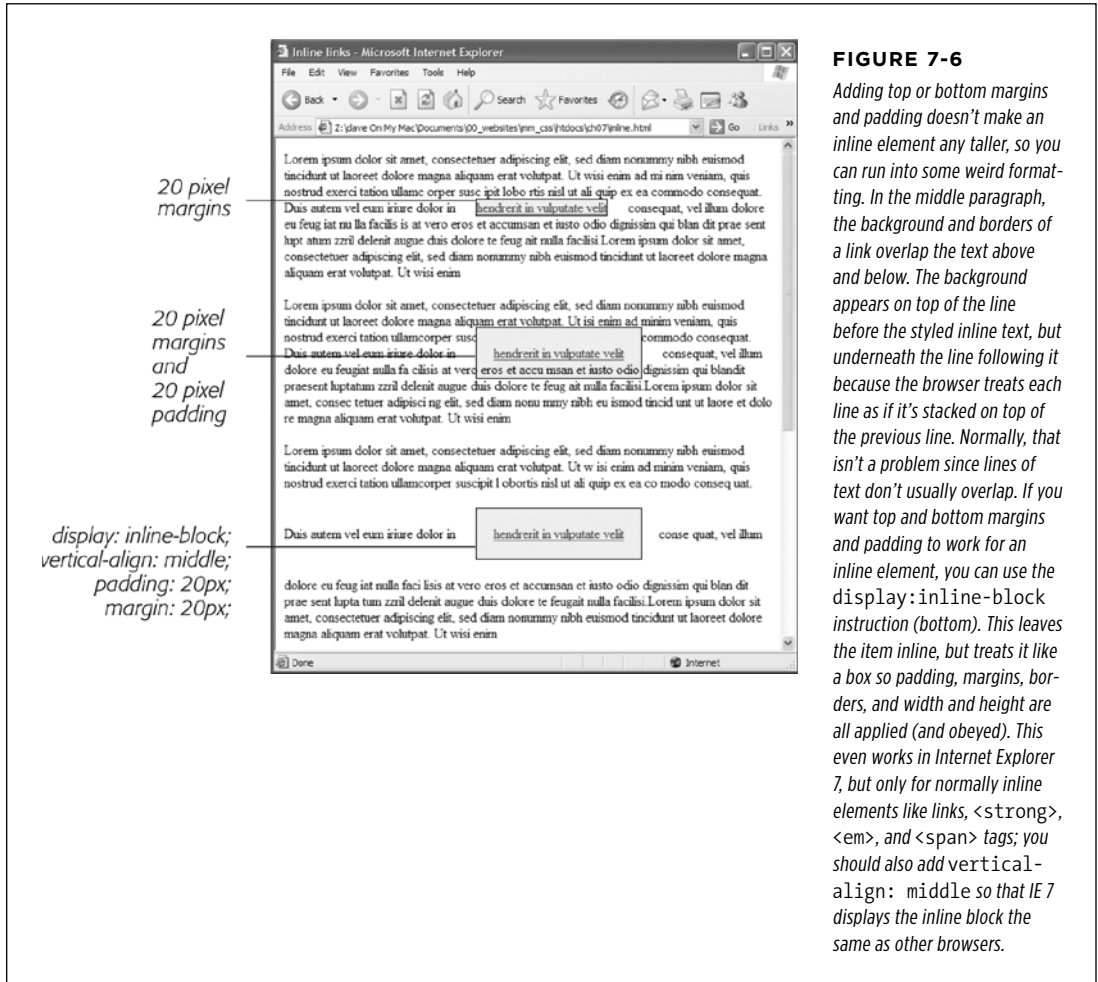 Inline links - Microsoft Internet Explorer
File Edit View Favorites Tools Help
Back Search Favorites
Address Z:\dave On My Mac\Documents\00_websites\mm_css\htdocs\ch07\inline.html Go Links »
Lorem ipsum dolor sit amet, consectetuer adipiscing elit, sed diam nonummy nibh euismod
tincidunt ut laoreet dolore magna aliquam erat volutpat. Ut wisi enim ad mi nim veniam, quis
nostrud exerci tation ullamc orper susc ipit lobo rtis nisl ut ali quip ex ea commodo consequat.
Duis autem vel eum iriure dolor in hendrerit in vulputate velit consequat, vel illum dolore
eu feug iat nu lla facilis is at vero eros et accumsan et iusto odio dignissim qui blan dit prae sent
lupt atum zzril delenit augue duis dolore te feug ait nulla facilisi.Lorem ipsum dolor sit amet,
consectetuer adipiscing elit, sed diam nonummy nibh euismod tincidunt ut laoreet dolore magna
aliquam erat volutpat. Ut wisi enim
20 pixel
margins
Lorem ipsum dolor sit amet, consectetuer adipiscing elit, sed diam nonummy nibh euismod
tincidunt ut laoreet dolore magna aliquam erat volutpat. Ut isi enim ad minim veniam, quis
nostrud exerci tation ullamcorper susc commodo consequat.
Duis autem vel eum iriure dolor in hendrerit in vulputate velit consequat, vel illum
dolore eu feugiat nulla fa cilisis at vero eros et accu msan et iusto odio dignissim qui blandit
praesent luptatum zzril delenit augue duis dolore te feug ait nulla facilisi.Lorem ipsum dolor sit
amet, consec tetuer adipisci ng elit, sed diam nonu mmy nibh eu ismod tincid unt ut laore et dolo
re magna aliquam erat volutpat. Ut wisi enim
20 pixel
margins
and
20 pixel
padding
Lorem ipsum dolor sit amet, consectetuer adipiscing elit, sed diam nonummy nibh euismod
tincidunt ut laoreet dolore magna aliquam erat volutpat. Ut w isi enim ad minim veniam, quis
nostrud exerci tation ullamcorper suscipit l obortis nisl ut ali quip ex ea co modo conseq uat.
Duis autem vel eum iriure dolor in hendrerit in vulputate velit conse quat, vel illum
dolore eu feug iat nulla faci lisis at vero eros et accumsan et iusto odio dignissim qui blan dit
prae sent lupta tum zzril delenit augue duis dolore te feugait nulla facilisi.Lorem ipsum dolor sit
amet, consectetuer adipiscing elit, sed diam nonummy nibh euismod tincidunt ut laoreet dolore
magna aliquam erat volutpat. Ut wisi enim
display: inline-block;
vertical-align: middle;
padding: 20px;
margin: 20px;
Done Internet
FIGURE 7-6
Adding top or bottom margins
and padding doesn't make an
inline element any taller, so you
can run into some weird format-
ting. In the middle paragraph,
the background and borders of
a link overlap the text above
and below. The background
appears on top of the line
before the styled inline text, but
underneath the line following it
because the browser treats each
line as if it's stacked on top of
the previous line. Normally, that
isn't a problem since lines of
text don't usually overlap. If you
want top and bottom margins
and padding to work for an
inline element, you can use the
display:inline-block
instruction (bottom). This leaves
the item inline, but treats it like
a box so padding, margins, bor-
ders, and width and height are
all applied (and obeyed). This
even works in Internet Explorer
7, but only for normally inline
elements like links, <strong>,
<em>, and <span> tags; you
should also add vertical-
align: middle so that IE 7
displays the inline block the
same as other browsers.